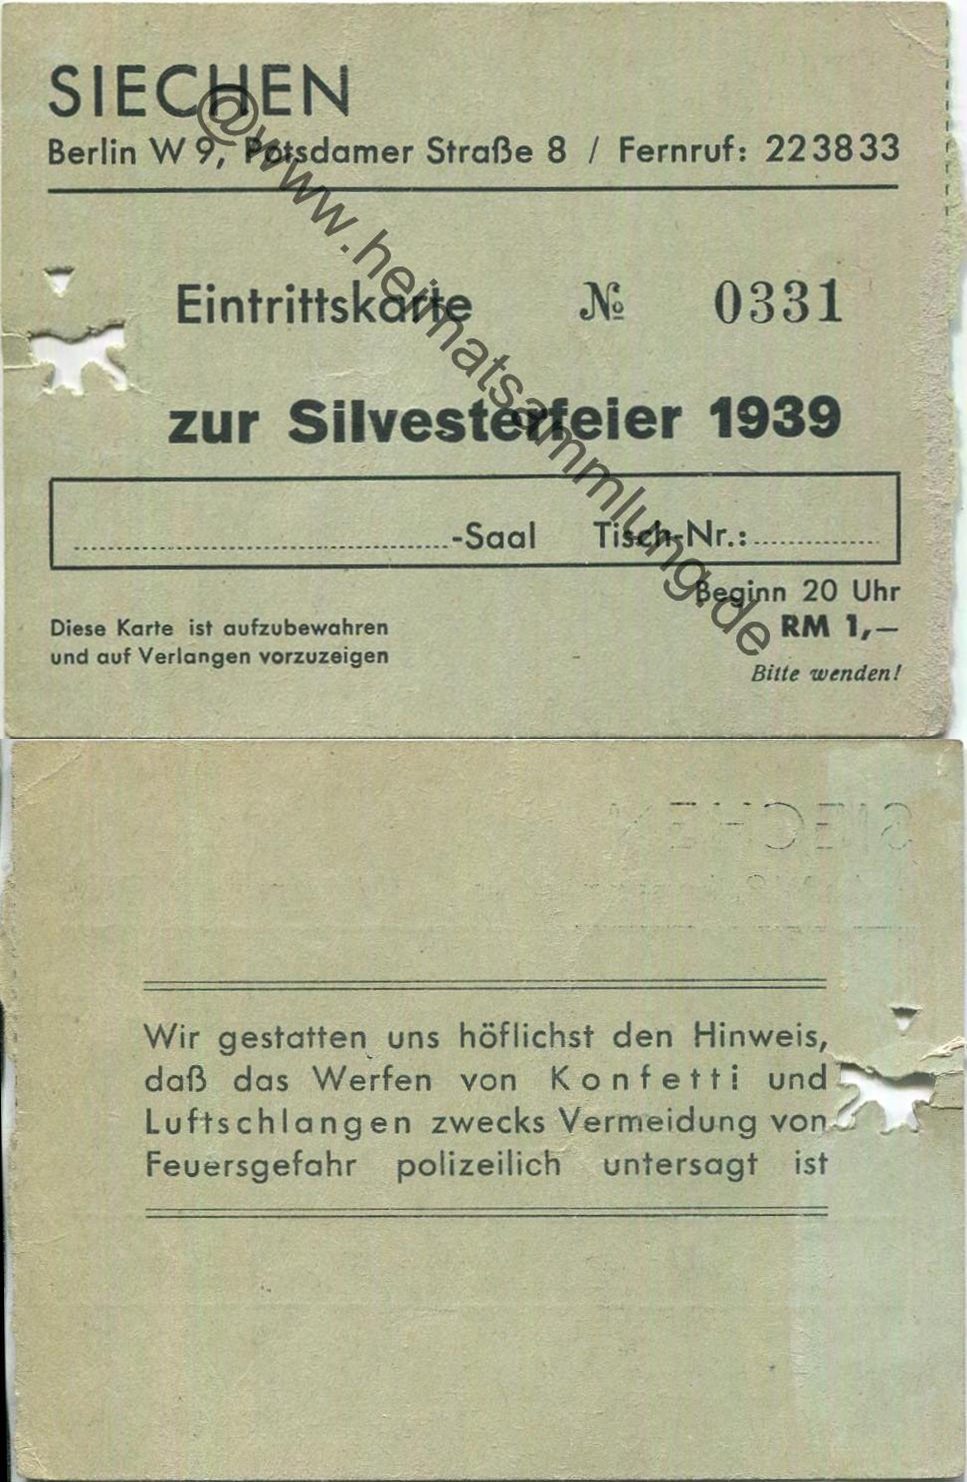 SIECHEN
Berlin W 9, Potsdamer Straße 8 / Fernruf: 223833
Eintrittskarte № 0331
zur Silvesterfeier 1939
-Saal Tisch-Nr.:
Beginn 20 Uhr
Diese Karte ist aufzubewahren
und auf Verlangen vorzuzeigen
RM 1,—
Bitte wenden!
@www.heimatsammlung.de
SIECHEN
Wir gestatten uns höflichst den Hinweis,
daß das Werfen von Konfetti und
Luftschlangen zwecks Vermeidung von
Feuersgefahr polizeilich untersagt ist